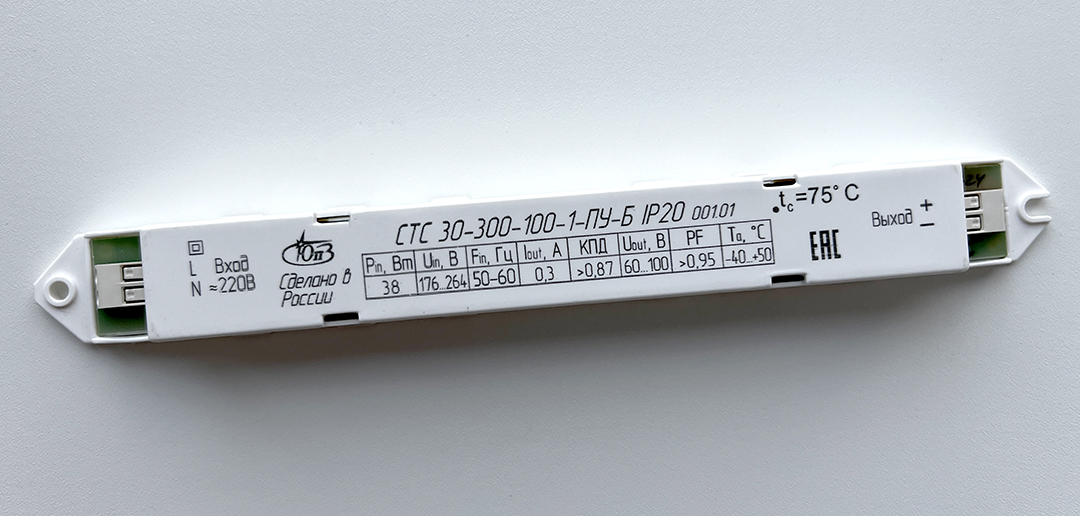 L Вход
N ≈220В
ЮПЗ
Сделано в
России
СТС 30-300-100-1-ПУ-Б IP20 001.01
Pin, Вт Uin, В Fin, Гц Iout, А КПД Uout, В PF Ta, °С
38 176...264 50-60 0,3 >0,87 60...100 >0,95 -40...+50
tc=75°С
EAC
Выход + −